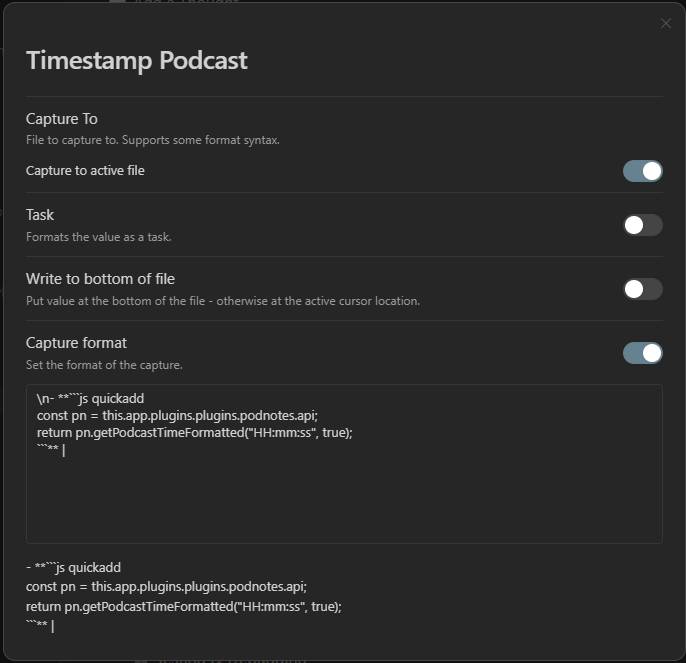 Timestamp Podcast
Capture To
File to capture to. Supports some format syntax.
Capture to active file
Task
Formats the value as a task.
Write to bottom of file
Put value at the bottom of the file - otherwise at the active cursor location.
Capture format
Set the format of the capture.
\n- **```js quickadd
const pn = this.app.plugins.plugins.podnotes.api;
return pn.getPodcastTimeFormatted("HH:mm:ss", true);
```** |
- **```js quickadd
const pn = this.app.plugins.plugins.podnotes.api;
return pn.getPodcastTimeFormatted("HH:mm:ss", true);
```** |